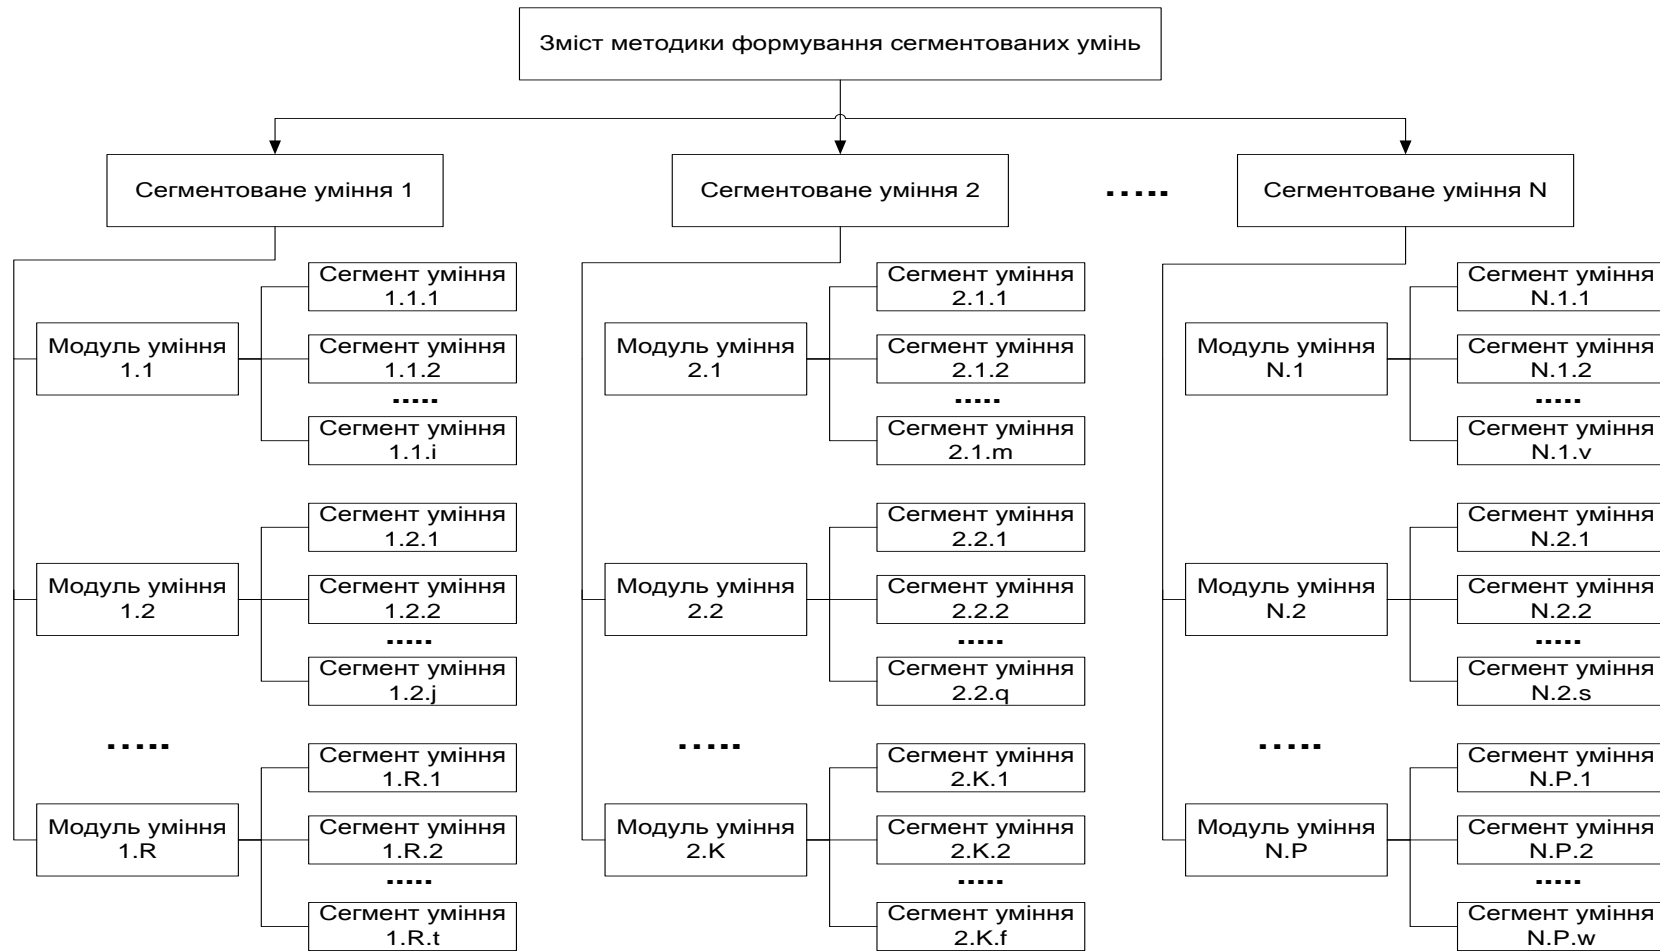 Зміст методики формування сегментованих умінь
Сегментоване уміння 1
Сегментоване уміння 2
.....
Сегментоване уміння N
Модуль уміння
1.1
Сегмент уміння
1.1.1
Сегмент уміння
1.1.2
.....
Сегмент уміння
1.1.i
Модуль уміння
1.2
Сегмент уміння
1.2.1
Сегмент уміння
1.2.2
.....
Сегмент уміння
1.2.j
.....
Модуль уміння
1.R
Сегмент уміння
1.R.1
Сегмент уміння
1.R.2
.....
Сегмент уміння
1.R.t
Модуль уміння
2.1
Сегмент уміння
2.1.1
Сегмент уміння
2.1.2
.....
Сегмент уміння
2.1.m
Модуль уміння
2.2
Сегмент уміння
2.2.1
Сегмент уміння
2.2.2
.....
Сегмент уміння
2.2.q
.....
Модуль уміння
2.K
Сегмент уміння
2.K.1
Сегмент уміння
2.K.2
.....
Сегмент уміння
2.K.f
Модуль уміння
N.1
Сегмент уміння
N.1.1
Сегмент уміння
N.1.2
.....
Сегмент уміння
N.1.v
Модуль уміння
N.2
Сегмент уміння
N.2.1
Сегмент уміння
N.2.2
.....
Сегмент уміння
N.2.s
.....
Модуль уміння
N.P
Сегмент уміння
N.P.1
Сегмент уміння
N.P.2
.....
Сегмент уміння
N.P.w